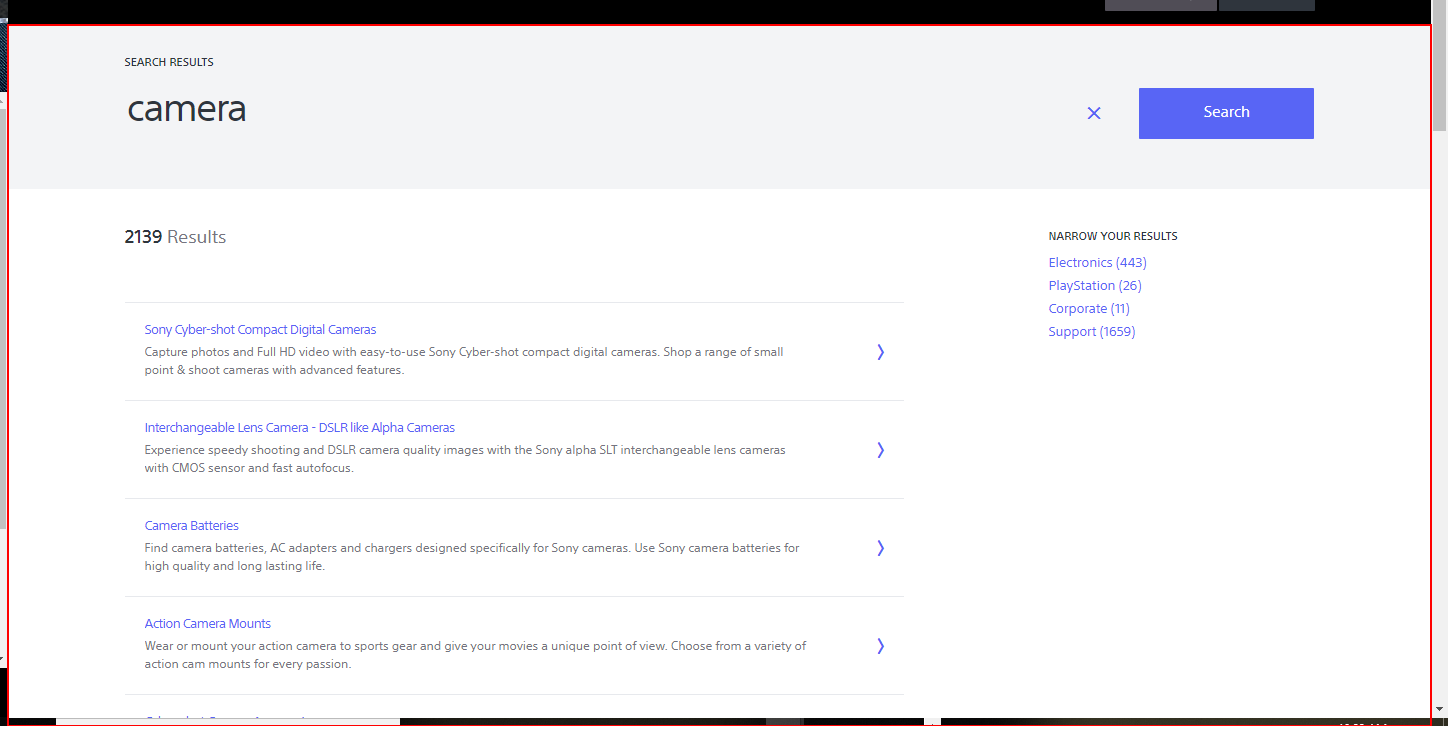 SEARCH RESULTS
camera
Search
2139 Results
NARROW YOUR RESULTS
Electronics (443)
PlayStation (26)
Corporate (11)
Support (1659)
Sony Cyber-shot Compact Digital Cameras
Capture photos and Full HD video with easy-to-use Sony Cyber-shot compact digital cameras. Shop a range of small
point & shoot cameras with advanced features.
Interchangeable Lens Camera - DSLR like Alpha Cameras
Experience speedy shooting and DSLR camera quality images with the Sony alpha SLT interchangeable lens cameras
with CMOS sensor and fast autofocus.
Camera Batteries
Find camera batteries, AC adapters and chargers designed specifically for Sony cameras. Use Sony camera batteries for
high quality and long lasting life.
Action Camera Mounts
Wear or mount your action camera to sports gear and give your movies a unique point of view. Choose from a variety of
action cam mounts for every passion.